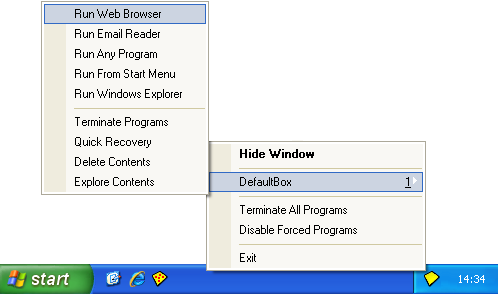 Run Web Browser
Run Email Reader
Run Any Program
Run From Start Menu
Run Windows Explorer
Terminate Programs
Quick Recovery
Delete Contents
Explore Contents
Hide Window
DefaultBox 1
Terminate All Programs
Disable Forced Programs
Exit
start
14:34